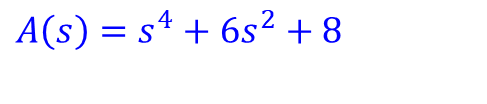 A(s) = s⁴ + 6s² + 8